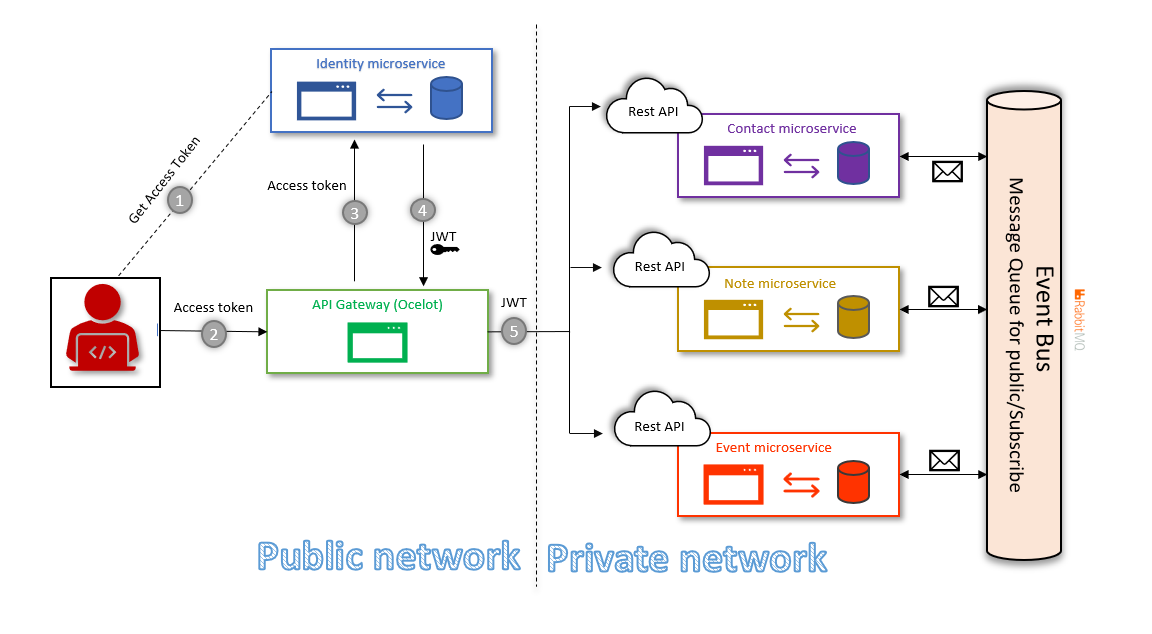 Identity microservice
Get Access Token
1
Access token
3
4
JWT
Access token
2
API Gateway (Ocelot)
JWT
5
Rest API
Contact microservice
Rest API
Note microservice
Rest API
Event microservice
Event Bus
Message Queue for public/Subscribe
RabbitMQ
Public network
Private network